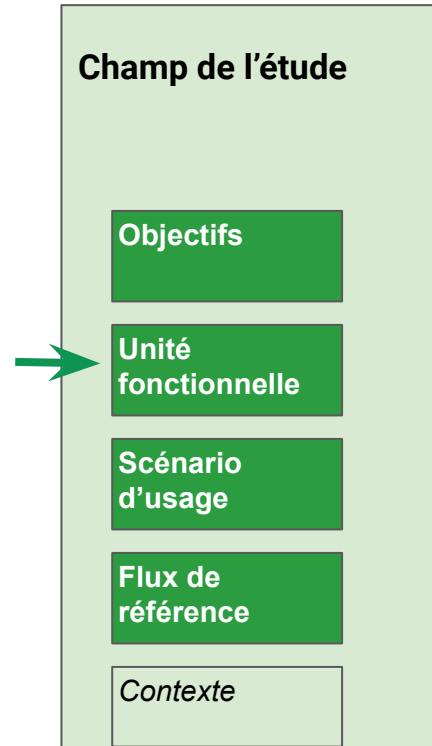 Champ de l’étude
Objectifs
Unité
fonctionnelle
Scénario
d’usage
Flux de
référence
Contexte